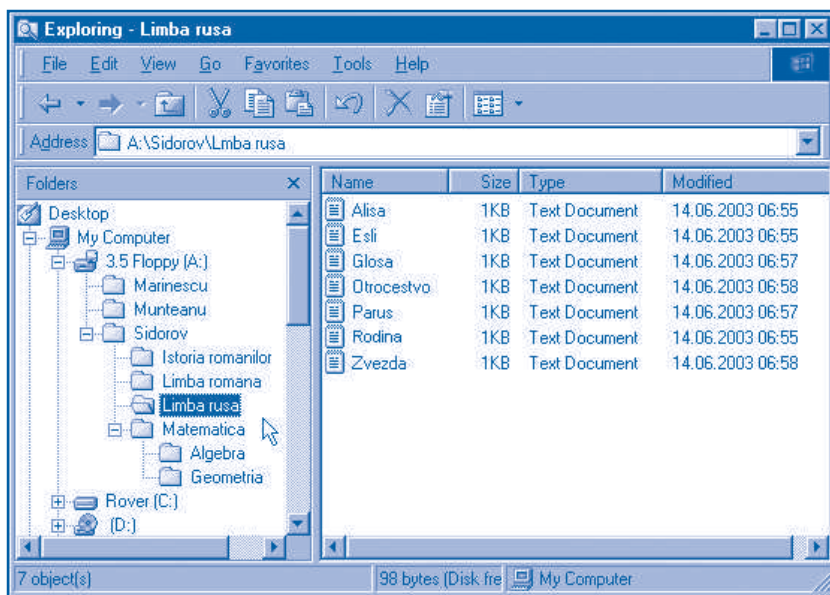 Exploring - Limba rusa
File Edit View Go Favorites Tools Help
Address A:\Sidorov\Lmba rusa
Folders
Name Size Type Modified
Desktop
My Computer
3.5 Floppy (A:)
Marinescu
Munteanu
Sidorov
Istoria romanilor
Limba romana
Limba rusa
Matematica
Algebra
Geometria
Rover (C:)
(D:)
Alisa 1KB Text Document 14.06.2003 06:55
Esli 1KB Text Document 14.06.2003 06:55
Glosa 1KB Text Document 14.06.2003 06:57
Otrocestvo 1KB Text Document 14.06.2003 06:58
Parus 1KB Text Document 14.06.2003 06:57
Rodina 1KB Text Document 14.06.2003 06:55
Zvezda 1KB Text Document 14.06.2003 06:58
7 object(s) 98 bytes (Disk fre My Computer